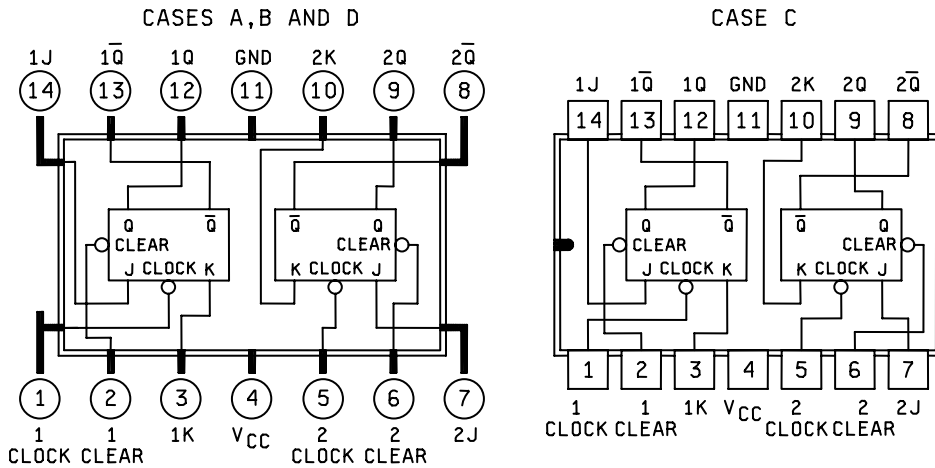 CASES A,B AND D
1J 1Q̅ 1Q GND 2K 2Q 2Q̅
14 13 12 11 10 9 8
Q Q̅ Q̅ Q
CLEAR CLEAR
J CLOCK K K CLOCK J
1 2 3 4 5 6 7
1 1 1K VCC 2 2 2J
CLOCK CLEAR CLOCK CLEAR
CASE C
1J 1Q̅ 1Q GND 2K 2Q 2Q̅
14 13 12 11 10 9 8
Q Q̅ Q̅ Q
CLEAR CLEAR
J CLOCK K K CLOCK J
1 2 3 4 5 6 7
1 1 1K VCC 2 2 2J
CLOCK CLEAR CLOCK CLEAR